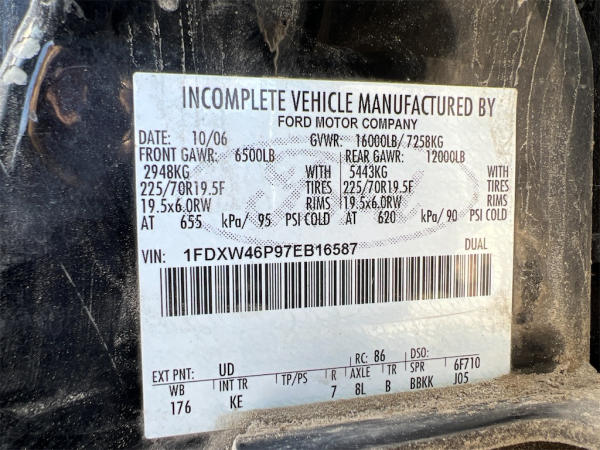 INCOMPLETE VEHICLE MANUFACTURED BY
FORD MOTOR COMPANY
DATE: 10/06 GVWR: 16000LB/ 7258KG
FRONT GAWR: 6500LB REAR GAWR: 12000LB
2948KG WITH 5443KG WITH
225/70R19.5F TIRES 225/70R19.5F TIRES
19.5x6.0RW RIMS 19.5x6.0RW RIMS
AT 655 kPa/ 95 PSI COLD AT 620 kPa/ 90 PSI COLD
VIN: 1FDXW46P97EB16587 DUAL
EXT PNT: UD RC: 86 DSO:
WB INT TR TP/PS R AXLE TR SPR 6F710
176 KE 7 8L B BBKK J05